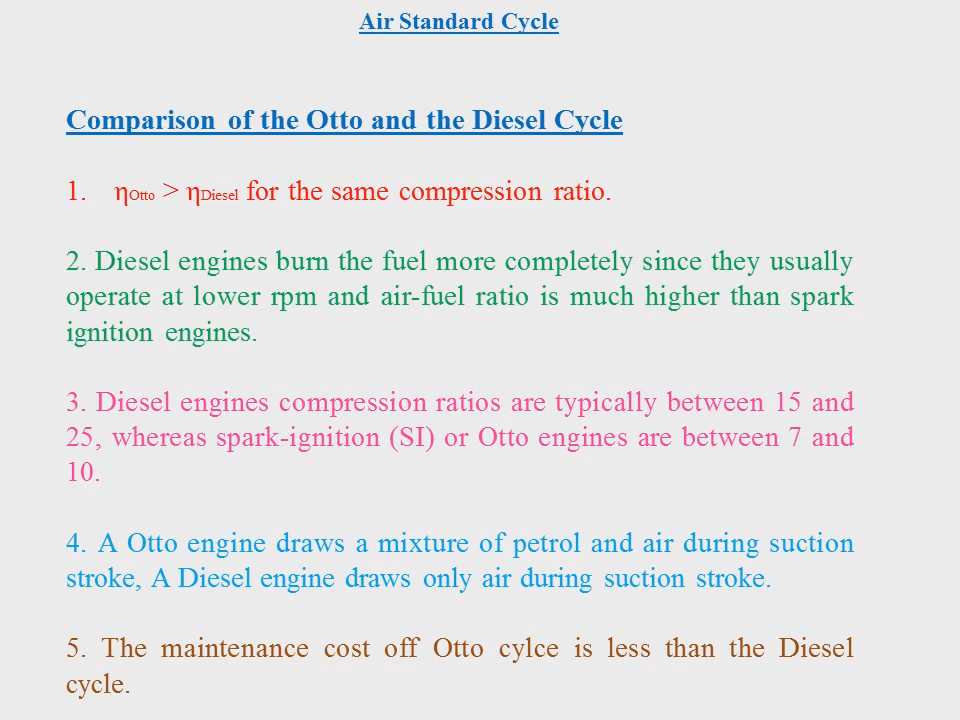 Air Standard Cycle
Comparison of the Otto and the Diesel Cycle
1. ηOtto > ηDiesel for the same compression ratio.
2. Diesel engines burn the fuel more completely since they usually
operate at lower rpm and air-fuel ratio is much higher than spark
ignition engines.
3. Diesel engines compression ratios are typically between 15 and
25, whereas spark-ignition (SI) or Otto engines are between 7 and
10.
4. A Otto engine draws a mixture of petrol and air during suction
stroke, A Diesel engine draws only air during suction stroke.
5. The maintenance cost off Otto cylce is less than the Diesel
cycle.